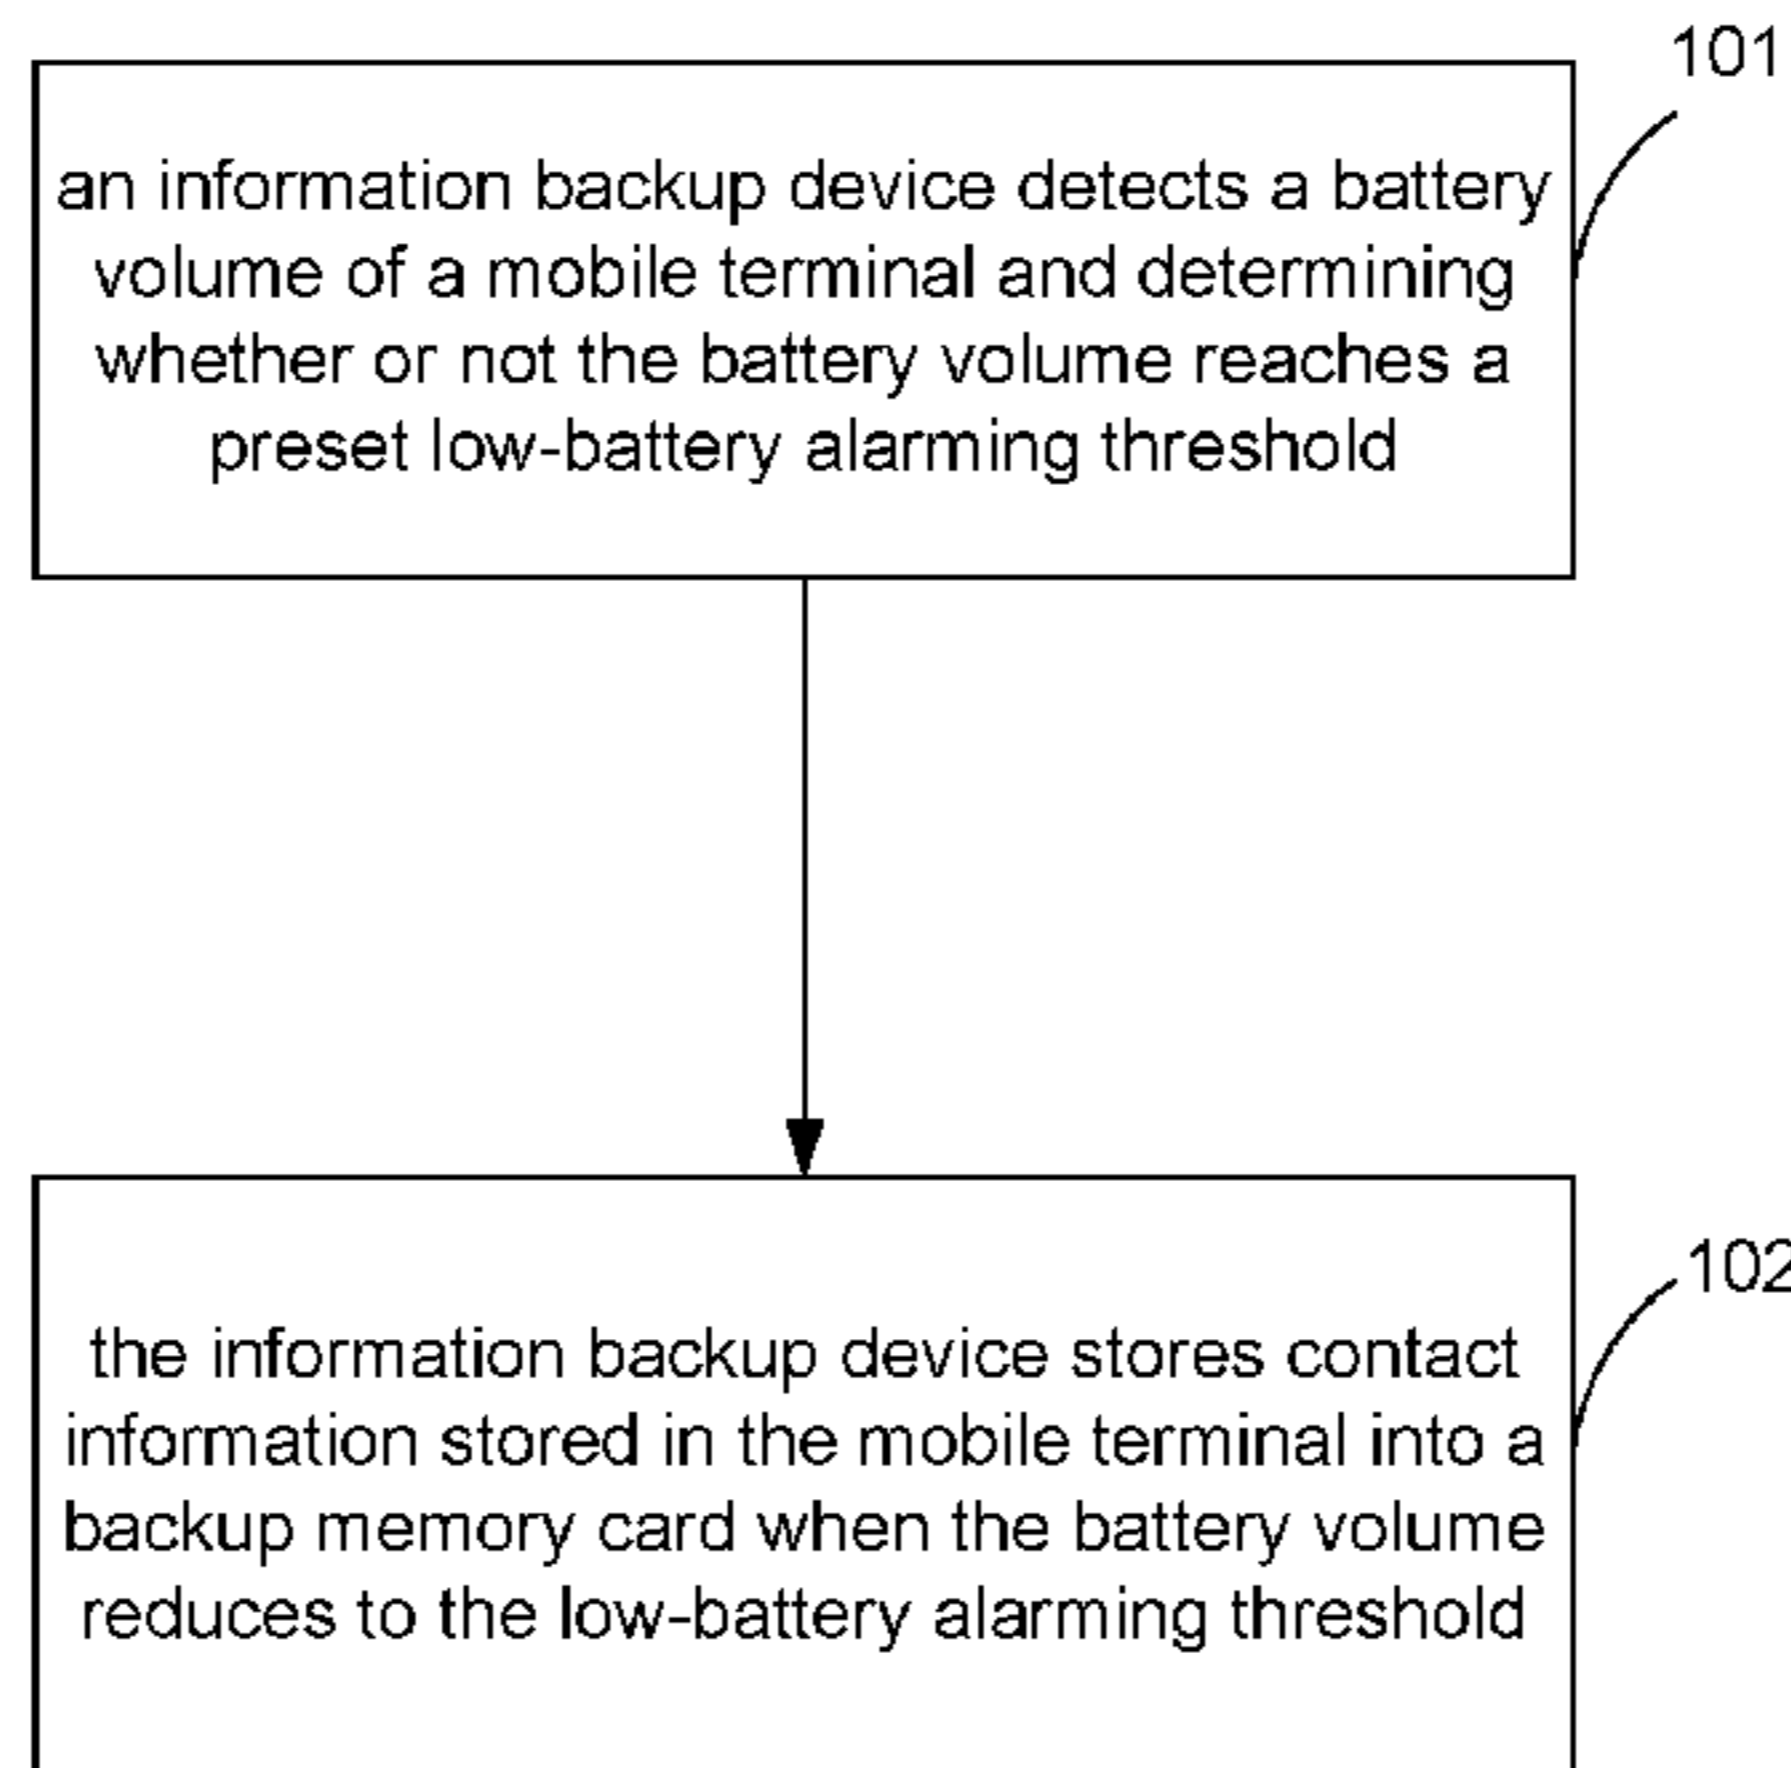 101
an information backup device detects a battery
volume of a mobile terminal and determining
whether or not the battery volume reaches a
preset low-battery alarming threshold
102
the information backup device stores contact
information stored in the mobile terminal into a
backup memory card when the battery volume
reduces to the low-battery alarming threshold